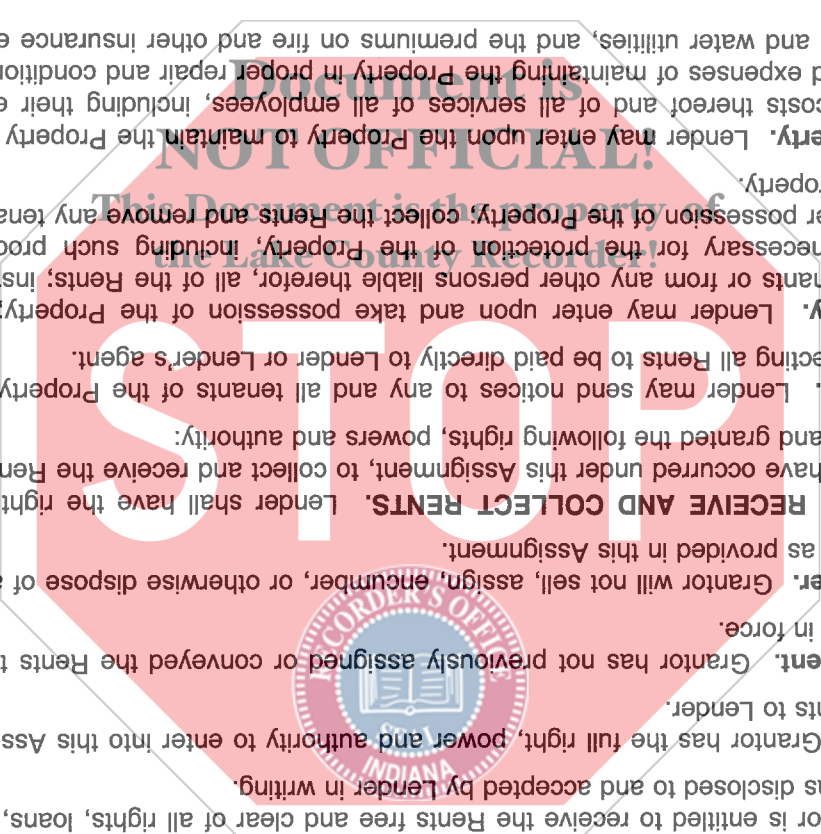 or is entitled to receive the Rents free and clear of all rights, loans,
as disclosed to and accepted by Lender in writing.
Grantor has the full right, power and authority to enter into this Ass
nts to Lender.
ent. Grantor has not previously assigned or conveyed the Rents t
in force.
er. Grantor will not sell, assign, encumber, or otherwise dispose of a
as provided in this Assignment.
RECEIVE AND COLLECT RENTS. Lender shall have the right
have occurred under this Assignment, to collect and receive the Ren
and granted the following rights, powers and authority:
. Lender may send notices to any and all tenants of the Property
ecting all Rents to be paid directly to Lender or Lender's agent.
y. Lender may enter upon and take possession of the Property;
nants or from any other persons liable therefor, all of the Rents; ins
necessary for the protection of the Property, including such proc
er possession of the Property; collect the Rents and remove any tena
operty.
erty. Lender may enter upon the Property to maintain the Property
costs thereof and of all services of all employees, including their e
d expenses of maintaining the Property in proper repair and condition
and water utilities, and the premiums on fire and other insurance e
Document is
NOT OFFICIAL!
This Document is the property of
the Lake County Recorder!
STOP
RECORDER'S OFFICE
SEAL
INDIANA